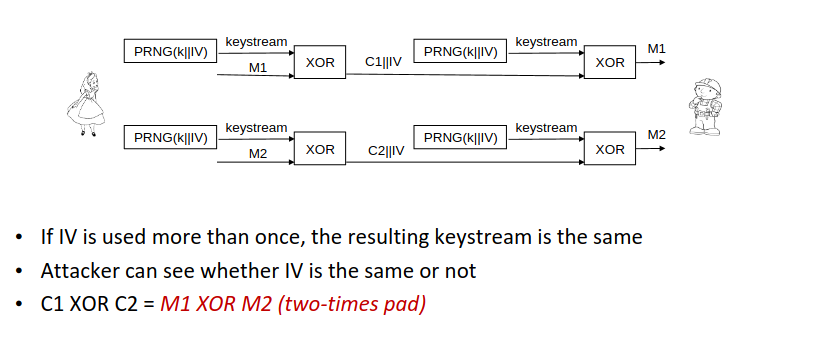 PRNG(k||IV) keystream M1 XOR C1||IV PRNG(k||IV) keystream XOR M1
PRNG(k||IV) keystream M2 XOR C2||IV PRNG(k||IV) keystream XOR M2
• If IV is used more than once, the resulting keystream is the same
• Attacker can see whether IV is the same or not
• C1 XOR C2 = M1 XOR M2 (two-times pad)